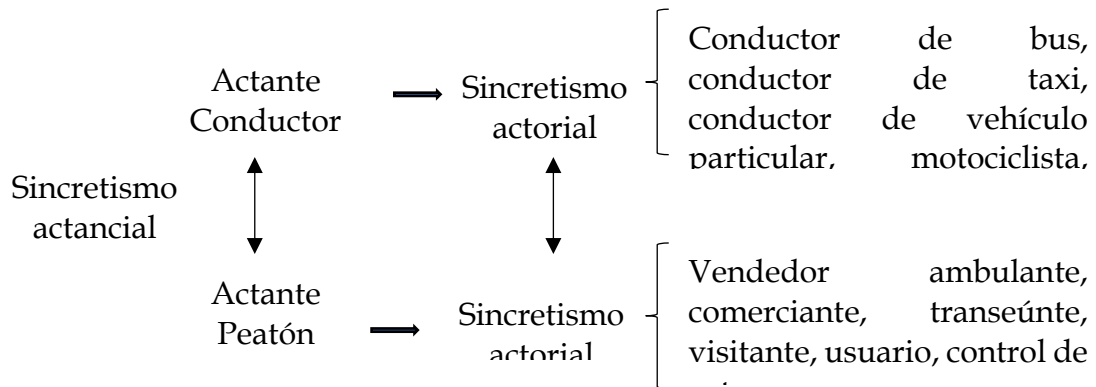 Sincretismo
actancial
Actante
Conductor
Sincretismo
actorial
Conductor de bus,
conductor de taxi,
conductor de vehículo
particular, motociclista,
Actante
Peatón
Sincretismo
actorial
Vendedor ambulante,
comerciante, transeúnte,
visitante, usuario, control de